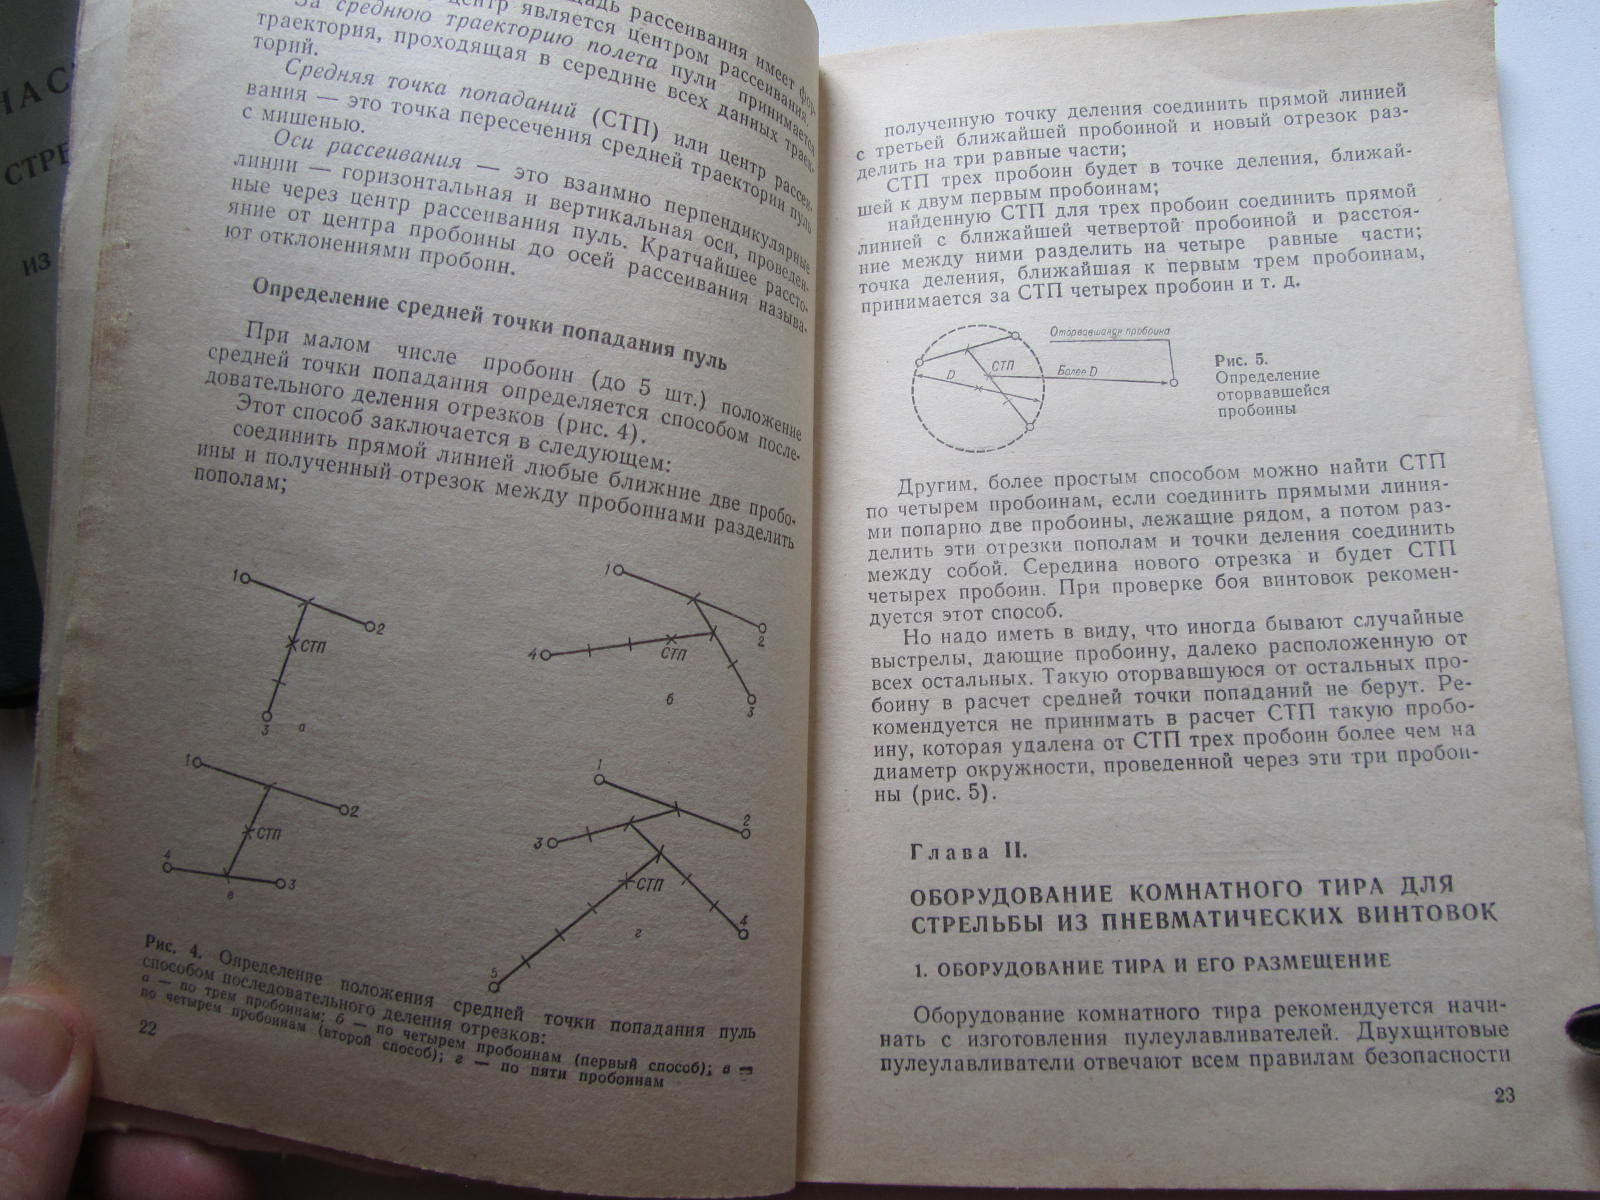 НАС
СТРЕ
ИЗ
щадь рассеивания имеет фор-
центр является центром рассеивания.
За среднюю траекторию полета пули принимается
траектория, проходящая в середине всех данных траек-
торий.
Средняя точка попаданий (СТП) или центр рассеи-
вания — это точка пересечения средней траектории пуль
с мишенью.
Оси рассеивания — это взаимно перпендикулярные
линии — горизонтальная и вертикальная оси, проведен-
ные через центр рассеивания пуль. Кратчайшее рассто-
яние от центра пробоины до осей рассеивания называ-
ют отклонениями пробоин.
Определение средней точки попадания пуль
При малом числе пробоин (до 5 шт.) положение
средней точки попадания определяется способом после-
довательного деления отрезков (рис. 4).
Этот способ заключается в следующем:
соединить прямой линией любые ближние две пробо-
ины и полученный отрезок между пробоинами разделить
пополам;
1
2
СТП
3
а
1
2
4
СТП
3
б
1
2
СТП
4
3
в
1
2
3
СТП
4
5
г
Рис. 4. Определение положения средней точки попадания пуль
способом последовательного деления отрезков:
а — по трем пробоинам; б — по четырем пробоинам (первый способ); в —
по четырем пробоинам (второй способ); г — по пяти пробоинам
22
полученную точку деления соединить прямой линией
с третьей ближайшей пробоиной и новый отрезок раз-
делить на три равные части;
СТП трех пробоин будет в точке деления, ближай-
шей к двум первым пробоинам;
найденную СТП для трех пробоин соединить прямой
линией с ближайшей четвертой пробоиной и расстоя-
ние между ними разделить на четыре равные части;
точка деления, ближайшая к первым трем пробоинам,
принимается за СТП четырех пробоин и т. д.
Оторвавшаяся пробоина
СТП
D
Более D
Рис. 5.
Определение
оторвавшейся
пробоины
Другим, более простым способом можно найти СТП
по четырем пробоинам, если соединить прямыми линия-
ми попарно две пробоины, лежащие рядом, а потом раз-
делить эти отрезки пополам и точки деления соединить
между собой. Середина нового отрезка и будет СТП
четырех пробоин. При проверке боя винтовок рекомен-
дуется этот способ.
Но надо иметь в виду, что иногда бывают случайные
выстрелы, дающие пробоину, далеко расположенную от
всех остальных. Такую оторвавшуюся от остальных про-
боину в расчет средней точки попаданий не берут. Ре-
комендуется не принимать в расчет СТП такую пробо-
ину, которая удалена от СТП трех пробоин более чем на
диаметр окружности, проведенной через эти три пробои-
ны (рис. 5).
Глава II.
ОБОРУДОВАНИЕ КОМНАТНОГО ТИРА ДЛЯ
СТРЕЛЬБЫ ИЗ ПНЕВМАТИЧЕСКИХ ВИНТОВОК
1. ОБОРУДОВАНИЕ ТИРА И ЕГО РАЗМЕЩЕНИЕ
Оборудование комнатного тира рекомендуется начи-
нать с изготовления пулеулавливателей. Двухщитовые
пулеулавливатели отвечают всем правилам безопасности
23